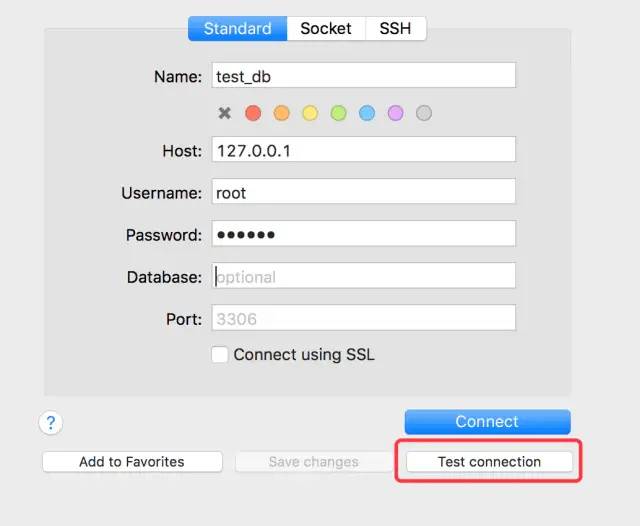 Standard Socket SSH
Name: test_db
Host: 127.0.0.1
Username: root
Password: ••••••
Database: optional
Port: 3306
Connect using SSL
? Connect
Add to Favorites Save changes Test connection